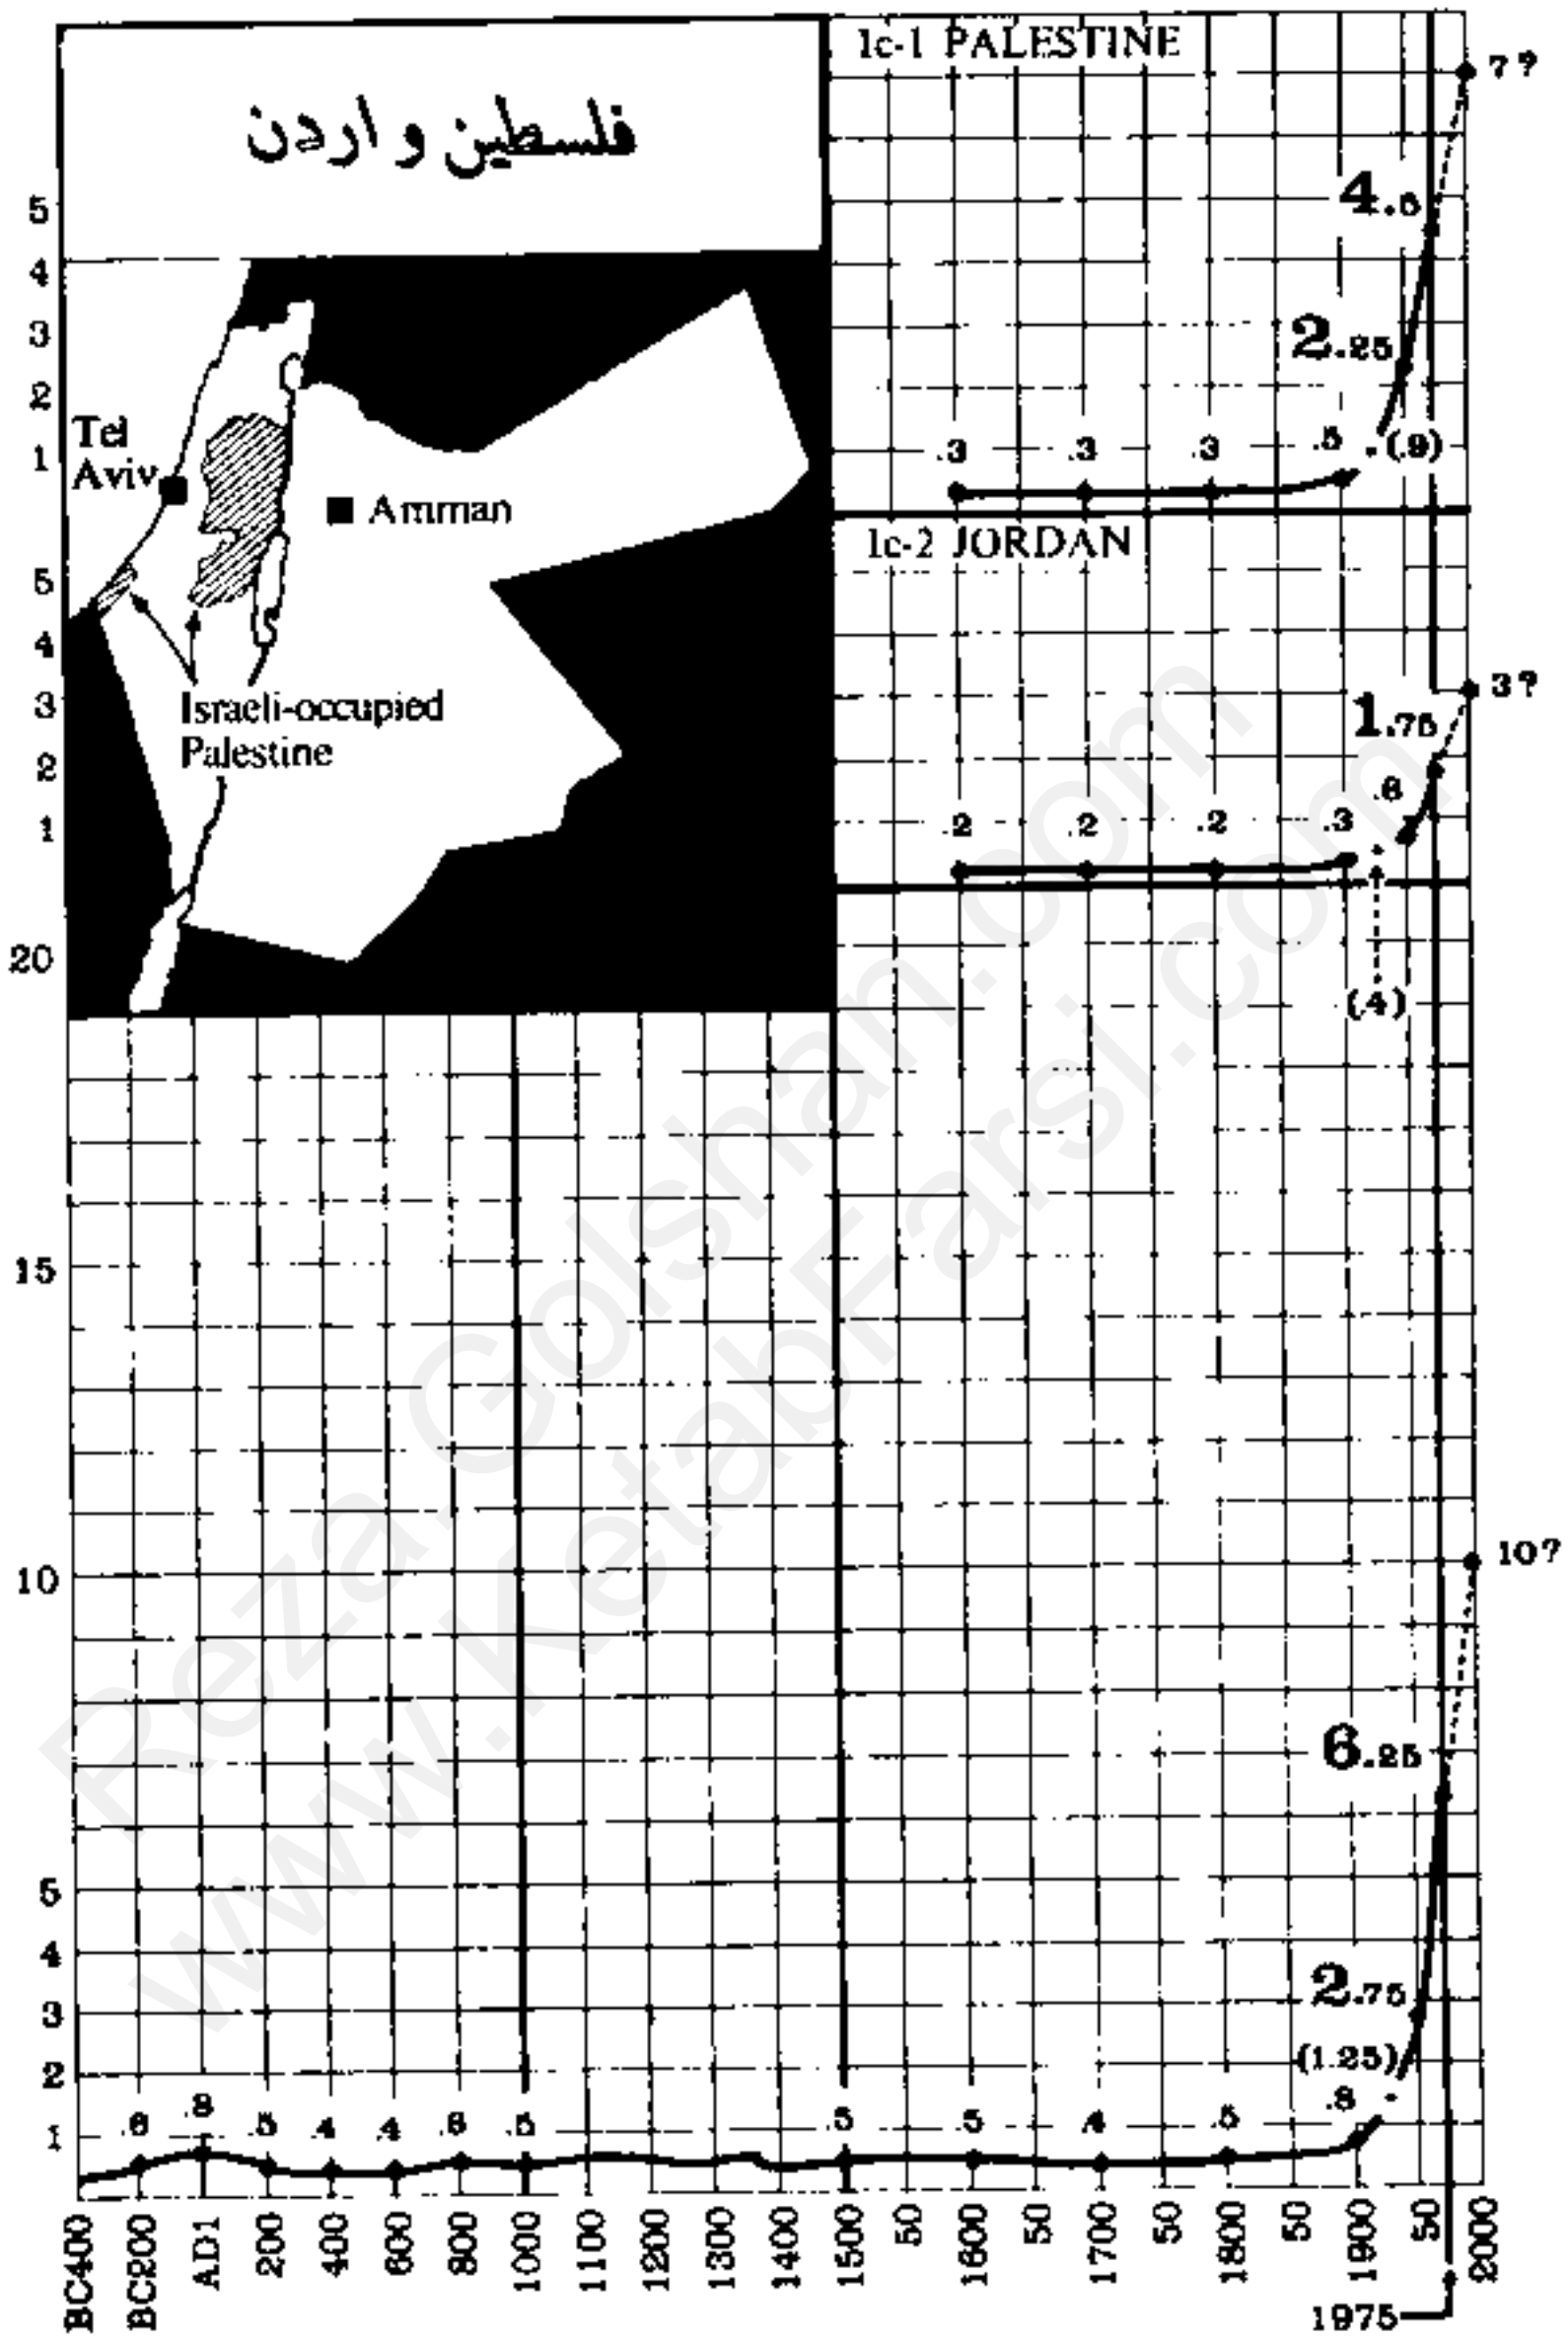 فلسطين و اردن
1c-1 PALESTINE
7?
4.5
2.25
.3 .3 .3 .5 (.9)
1c-2 JORDAN
3?
1.75
.8
.2 .2 .2 .3
(.4)
Tel
Aviv
Amman
Israeli-occupied
Palestine
5
4
3
2
1
5
4
3
2
1
20
15
10
5
4
3
2
1
10?
6.25
2.75
(1.25)
.6 .8 .5 .4 .4 .6 .5 .5 .5 .4 .5 .8
BC400 BC200 AD1 200 400 600 800 1000 1100 1200 1300 1400 1500 50 1600 50 1700 50 1800 50 1900 50 2000
1975
Reza Golshan.com
www.KetabFarsi.com